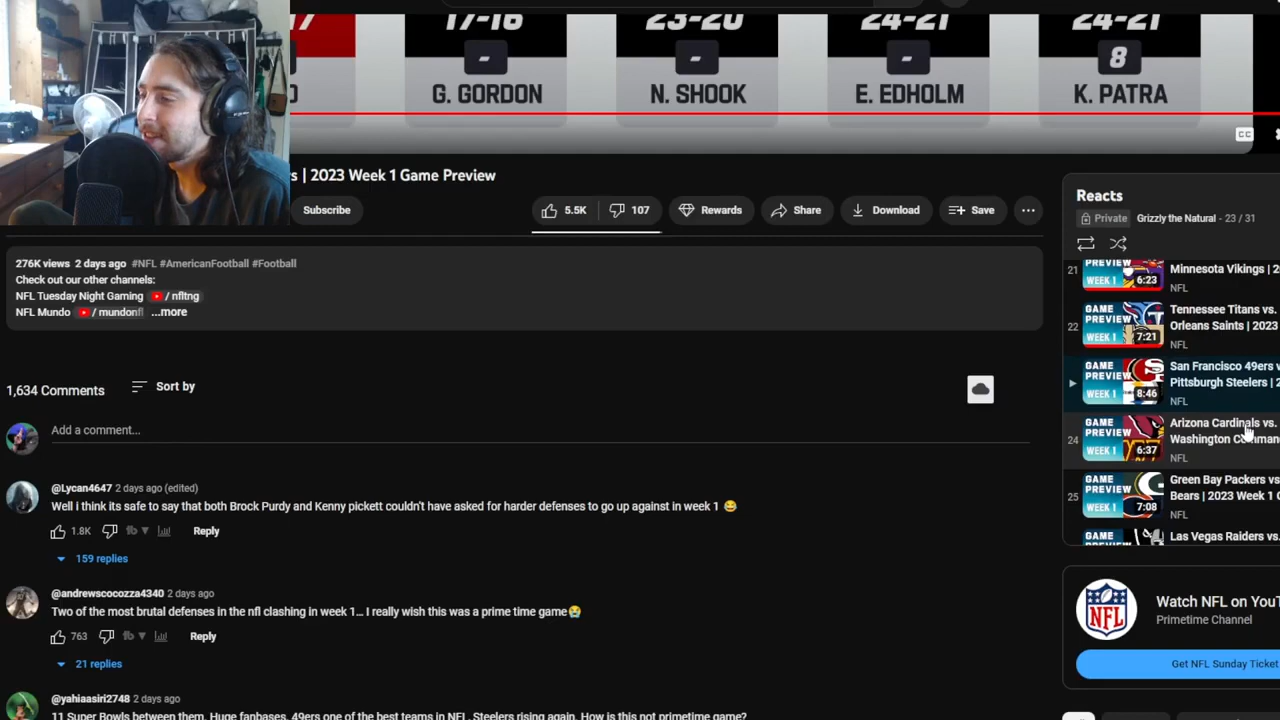 17-16
23-20
24-21
24-21
-
-
-
8
G. GORDON
N. SHOOK
E. EDHOLM
K. PATRA
CC
| 2023 Week 1 Game Preview
Subscribe
5.5K
107
Rewards
Share
Download
Save
276K views 2 days ago #NFL #AmericanFootball #Football
Check out our other channels:
NFL Tuesday Night Gaming / nfltng
NFL Mundo / mundonfl ...more
1,634 Comments
Sort by
Add a comment...
@Lycan4647 2 days ago (edited)
Well i think its safe to say that both Brock Purdy and Kenny pickett couldn't have asked for harder defenses to go up against in week 1 😂
1.8K
Reply
159 replies
@andrewscocozza4340 2 days ago
Two of the most brutal defenses in the nfl clashing in week 1... I really wish this was a prime time game😭
763
Reply
21 replies
@yahiaasiri2748 2 days ago
11 Super Bowls between them. Huge fanbases. 49ers one of the best teams in NFL. Steelers rising again. How is this not primetime game?
Reacts
Private Grizzly the Natural - 23 / 31
21
PREVIEW
WEEK 1
6:23
Minnesota Vikings |
NFL
22
GAME
PREVIEW
WEEK 1
7:21
Tennessee Titans vs.
Orleans Saints | 2023
NFL
GAME
PREVIEW
WEEK 1
8:46
San Francisco 49ers
Pittsburgh Steelers |
NFL
24
GAME
PREVIEW
WEEK 1
6:37
Arizona Cardinals vs.
Washington
NFL
25
GAME
PREVIEW
WEEK 1
7:08
Green Bay Packers vs
Bears | 2023 Week 1
NFL
GAME
Las Vegas Raiders vs.
NFL
Watch NFL on
Primetime Channel
Get NFL Sunday Ticket